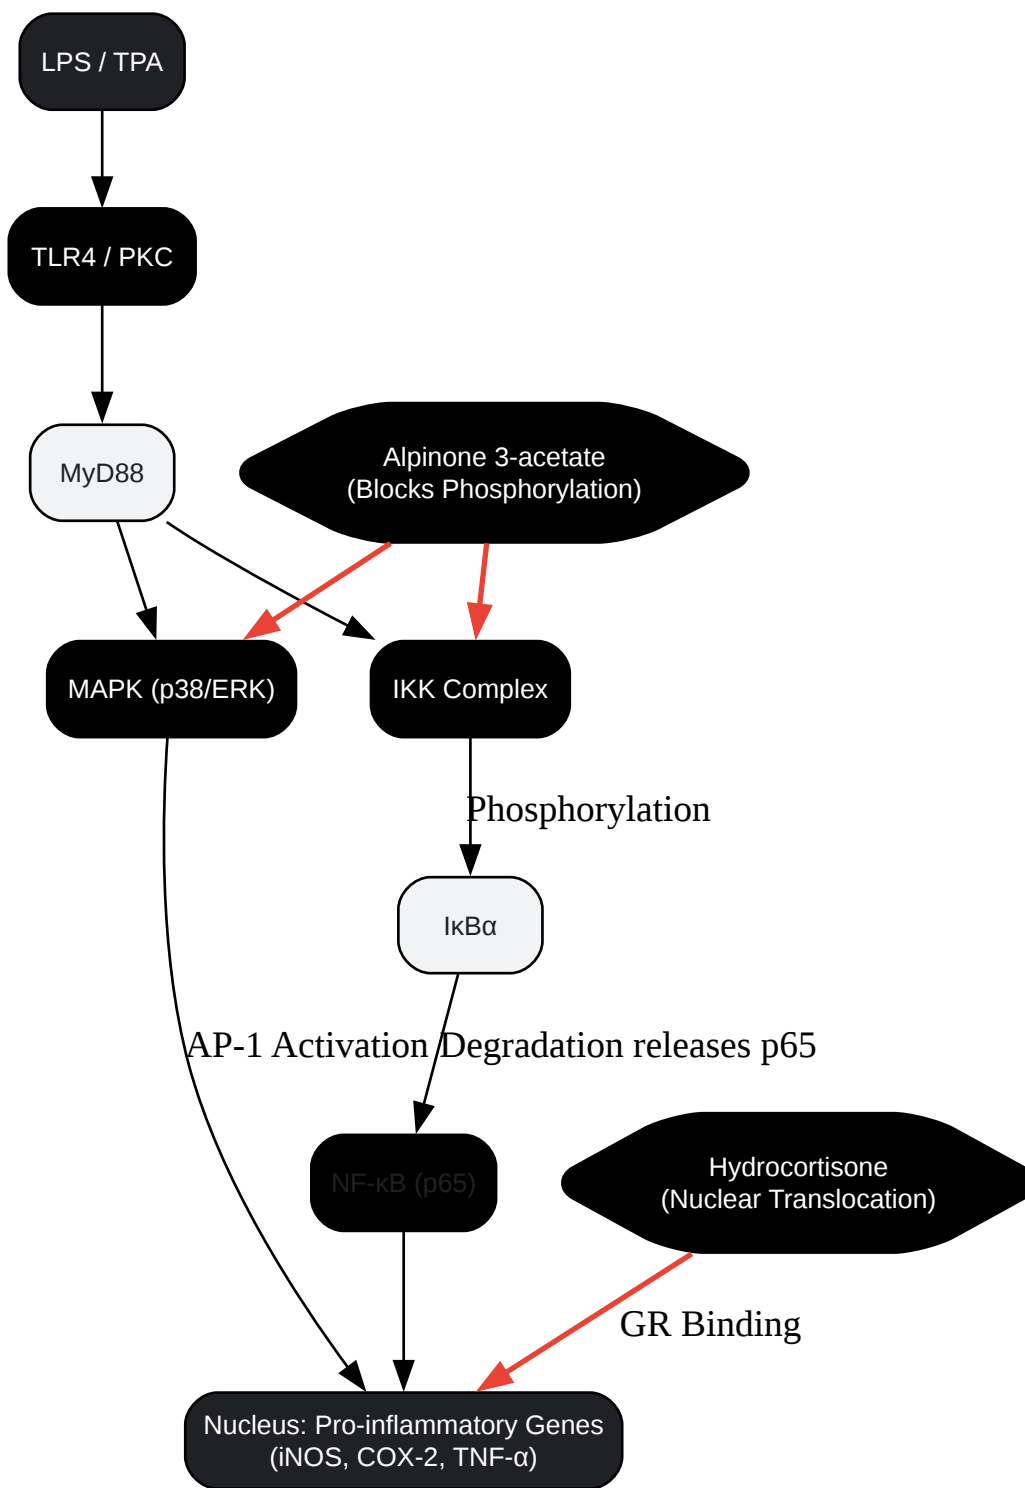 LPS / TPA
TLR4 / PKC
MyD88
Alpinone 3-acetate
(Blocks Phosphorylation)
MAPK (p38/ERK)
IKK Complex
Phosphorylation
IκBα
AP-1 Activation
Degradation releases p65
NF-κB (p65)
Hydrocortisone
(Nuclear Translocation)
GR Binding
Nucleus: Pro-inflammatory Genes
(iNOS, COX-2, TNF-α)